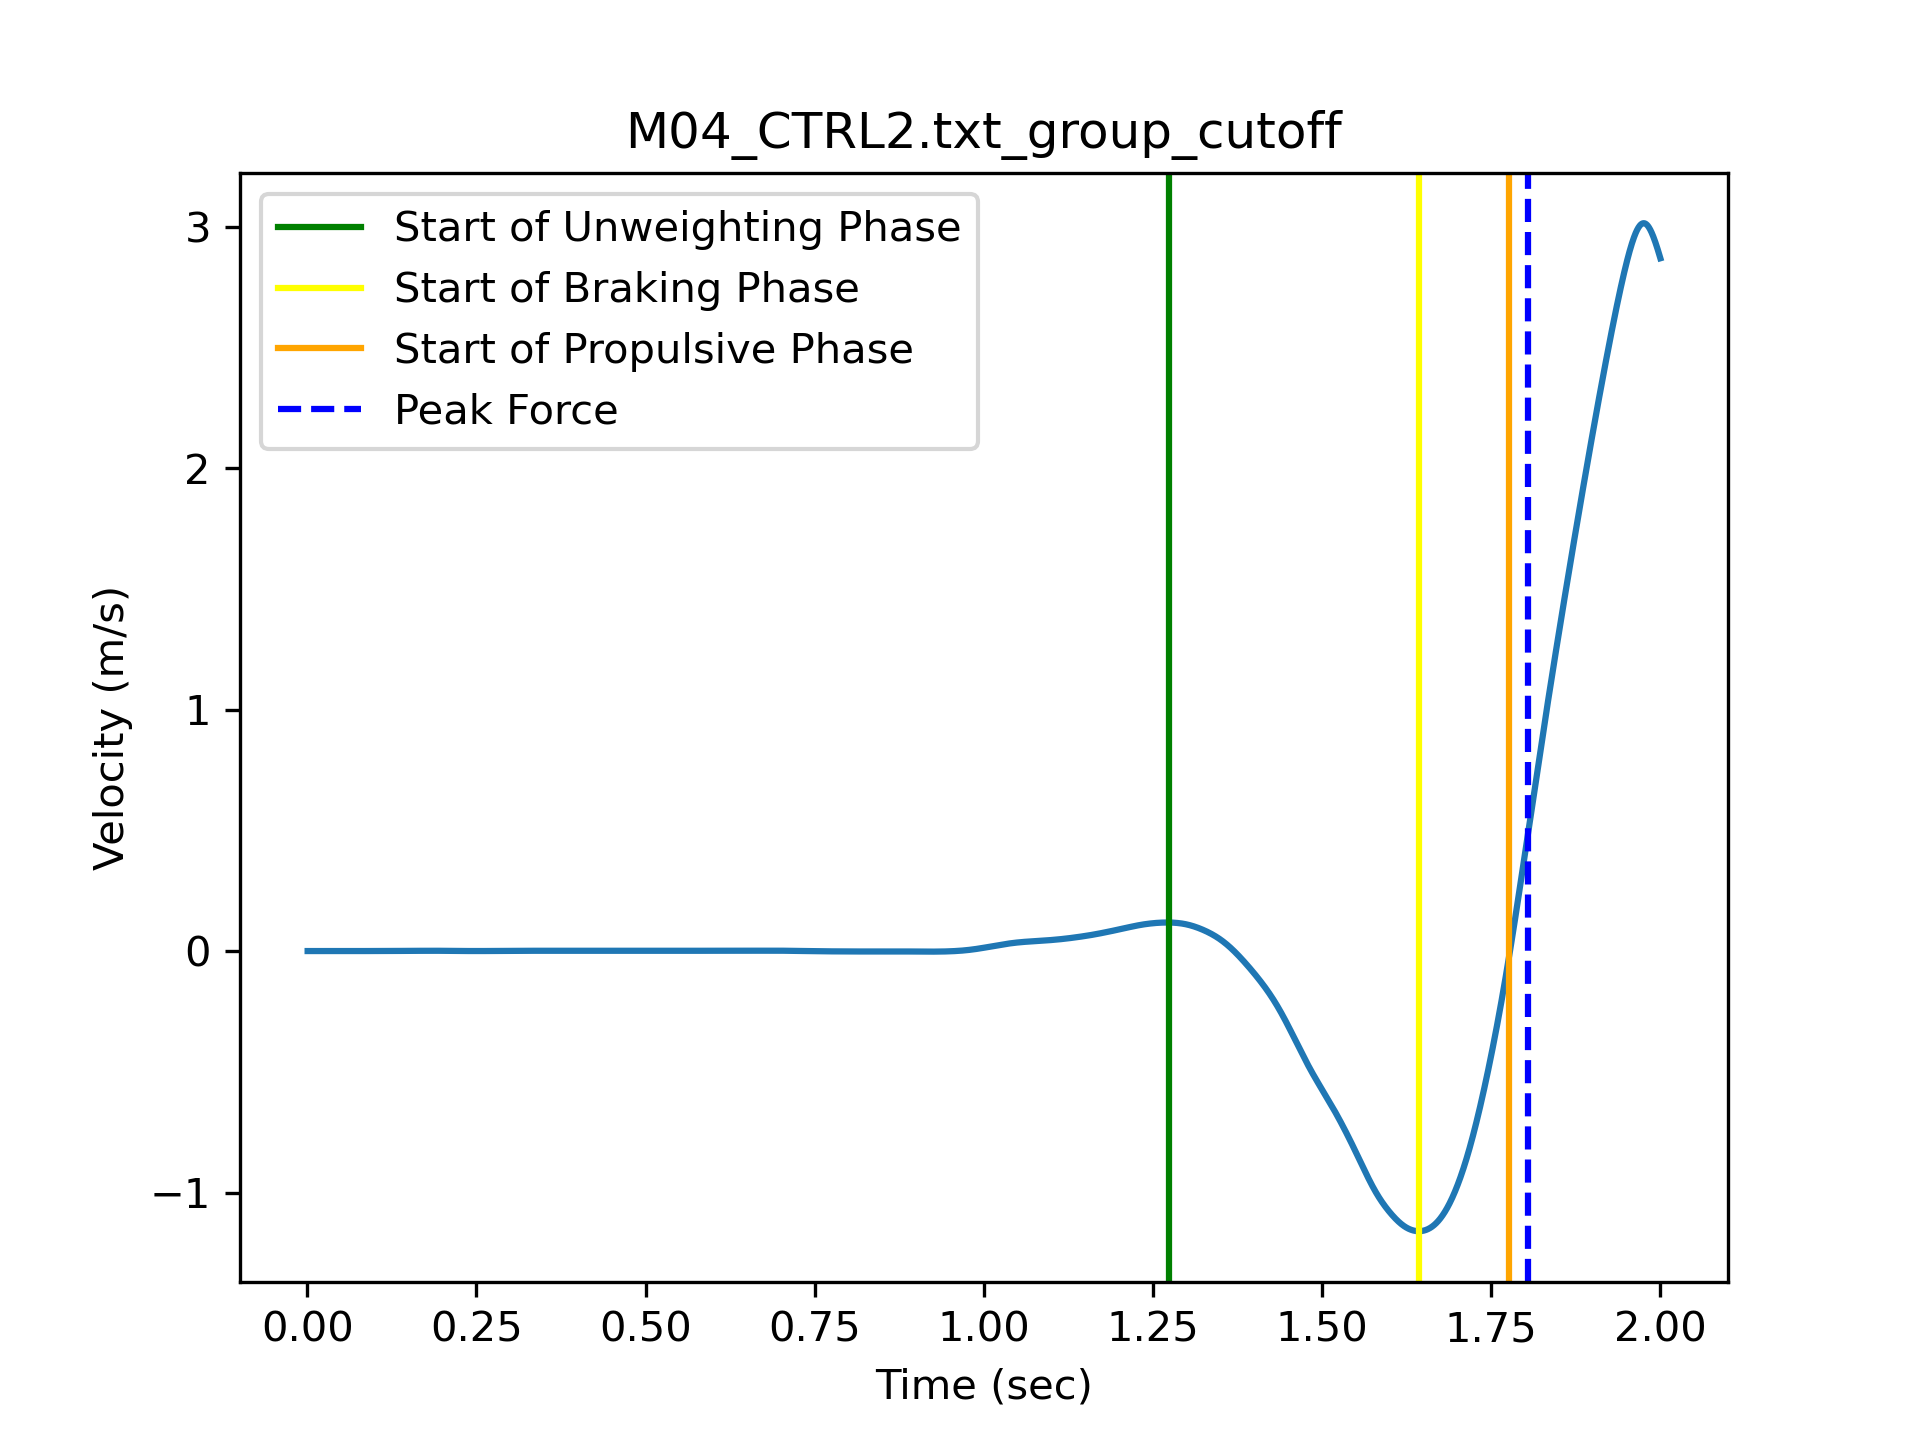 M04_CTRL2.txt_group_cutoff
Start of Unweighting Phase
Start of Braking Phase
Start of Propulsive Phase
Peak Force
3
2
1
0
−1
Velocity (m/s)
0.00 0.25 0.50 0.75 1.00 1.25 1.50 1.75 2.00
Time (sec)